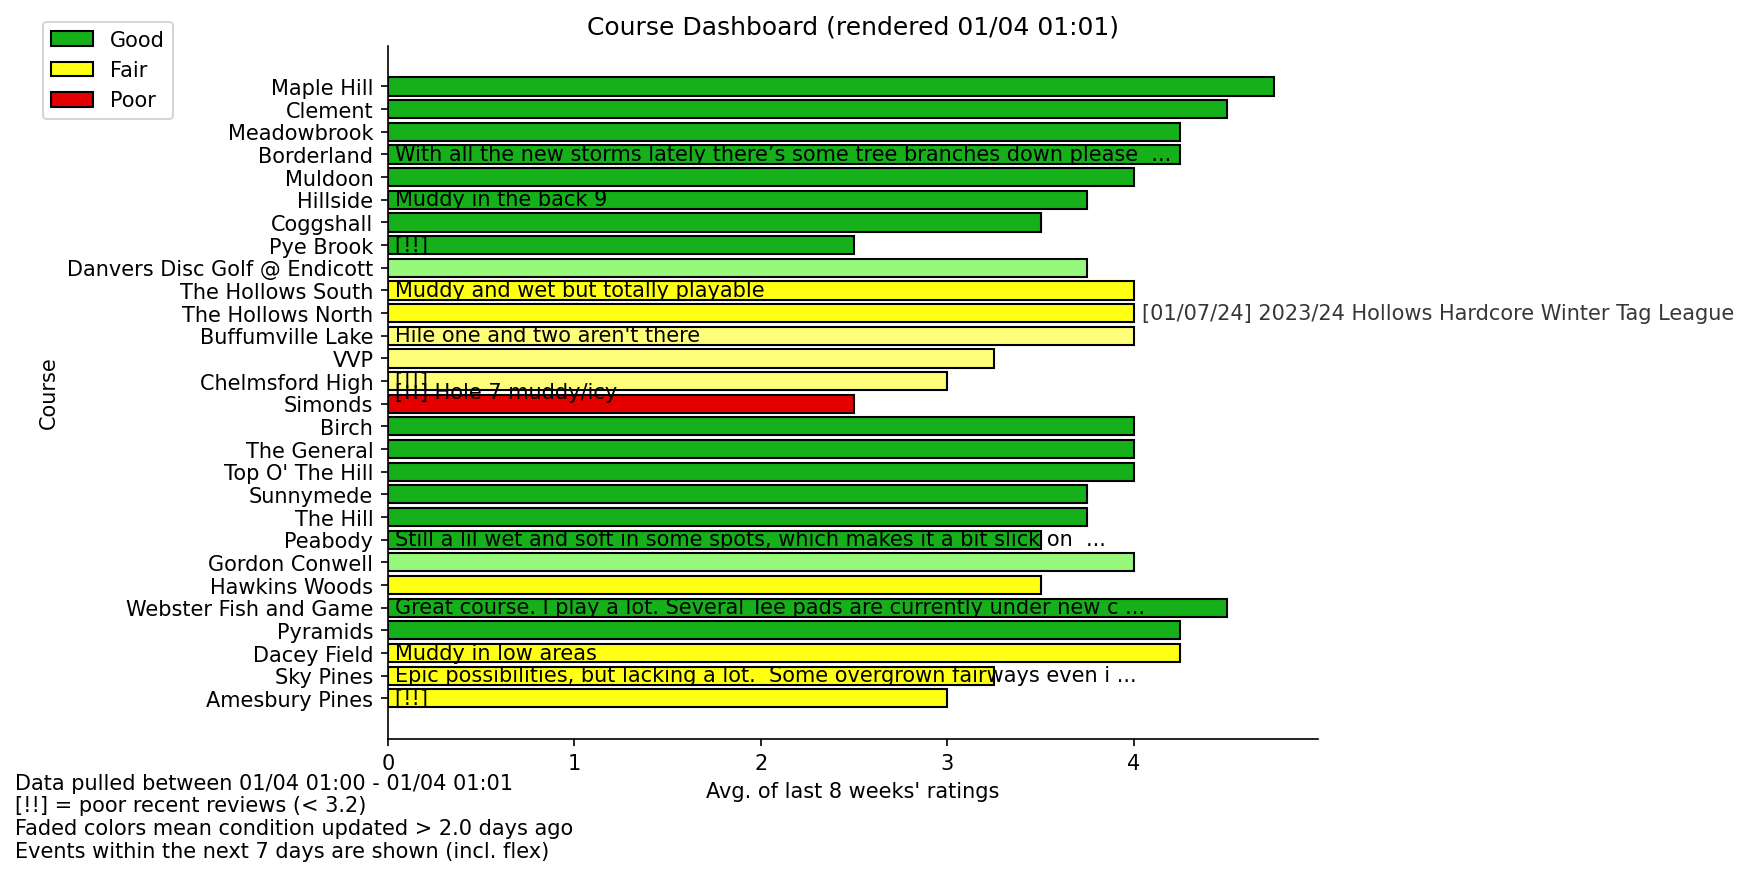 Course Dashboard (rendered 01/04 01:01)
Good
Fair
Poor
Course
Maple Hill
Clement
Meadowbrook
Borderland With all the new storms lately there’s some tree branches down please ...
Muldoon
Hillside Muddy in the back 9
Coggshall
Pye Brook [!!]
Danvers Disc Golf @ Endicott
The Hollows South Muddy and wet but totally playable
The Hollows North [01/07/24] 2023/24 Hollows Hardcore Winter Tag League
Buffumville Lake Hile one and two aren't there
VVP
Chelmsford High [!!]
Simonds [!!] Hole 7 muddy/icy
Birch
The General
Top O' The Hill
Sunnymede
The Hill
Peabody Still a lil wet and soft in some spots, which makes it a bit slick on ...
Gordon Conwell
Hawkins Woods
Webster Fish and Game Great course. I play a lot. Several Tee pads are currently under new c ...
Pyramids
Dacey Field Muddy in low areas
Sky Pines Epic possibilities, but lacking a lot.  Some overgrown fairways even i ...
Amesbury Pines [!!]
0 1 2 3 4
Avg. of last 8 weeks' ratings
Data pulled between 01/04 01:00 - 01/04 01:01
[!!] = poor recent reviews (< 3.2)
Faded colors mean condition updated > 2.0 days ago
Events within the next 7 days are shown (incl. flex)